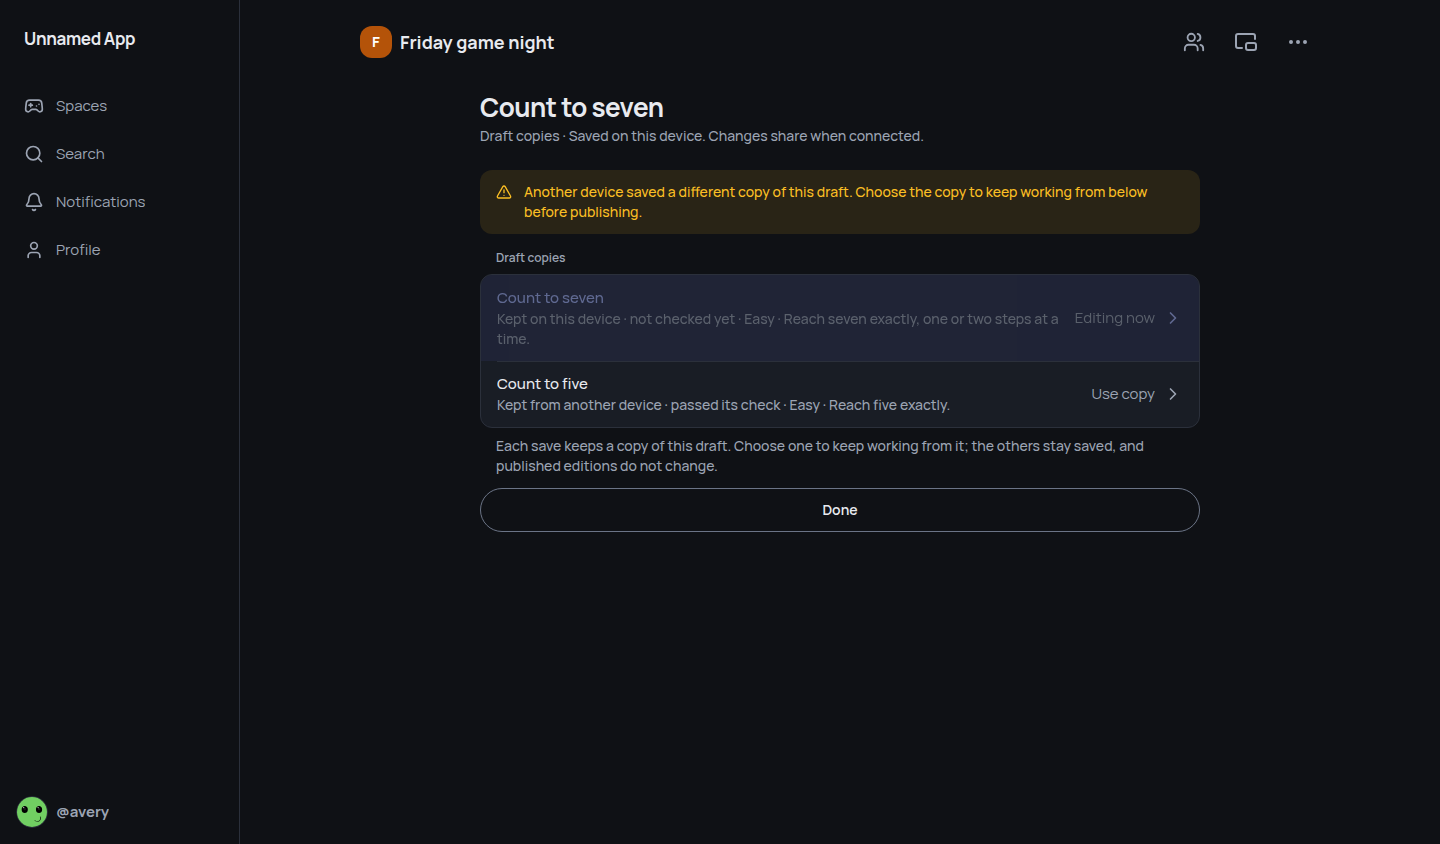 Unnamed App
Spaces
Search
Notifications
Profile
@avery
F
Friday game night
Count to seven
Draft copies · Saved on this device. Changes share when connected.
Another device saved a different copy of this draft. Choose the copy to keep working from below
before publishing.
Draft copies
Count to seven
Kept on this device · not checked yet · Easy · Reach seven exactly, one or two steps at a
time.
Editing now
Count to five
Kept from another device · passed its check · Easy · Reach five exactly.
Use copy
Each save keeps a copy of this draft. Choose one to keep working from it; the others stay saved, and
published editions do not change.
Done